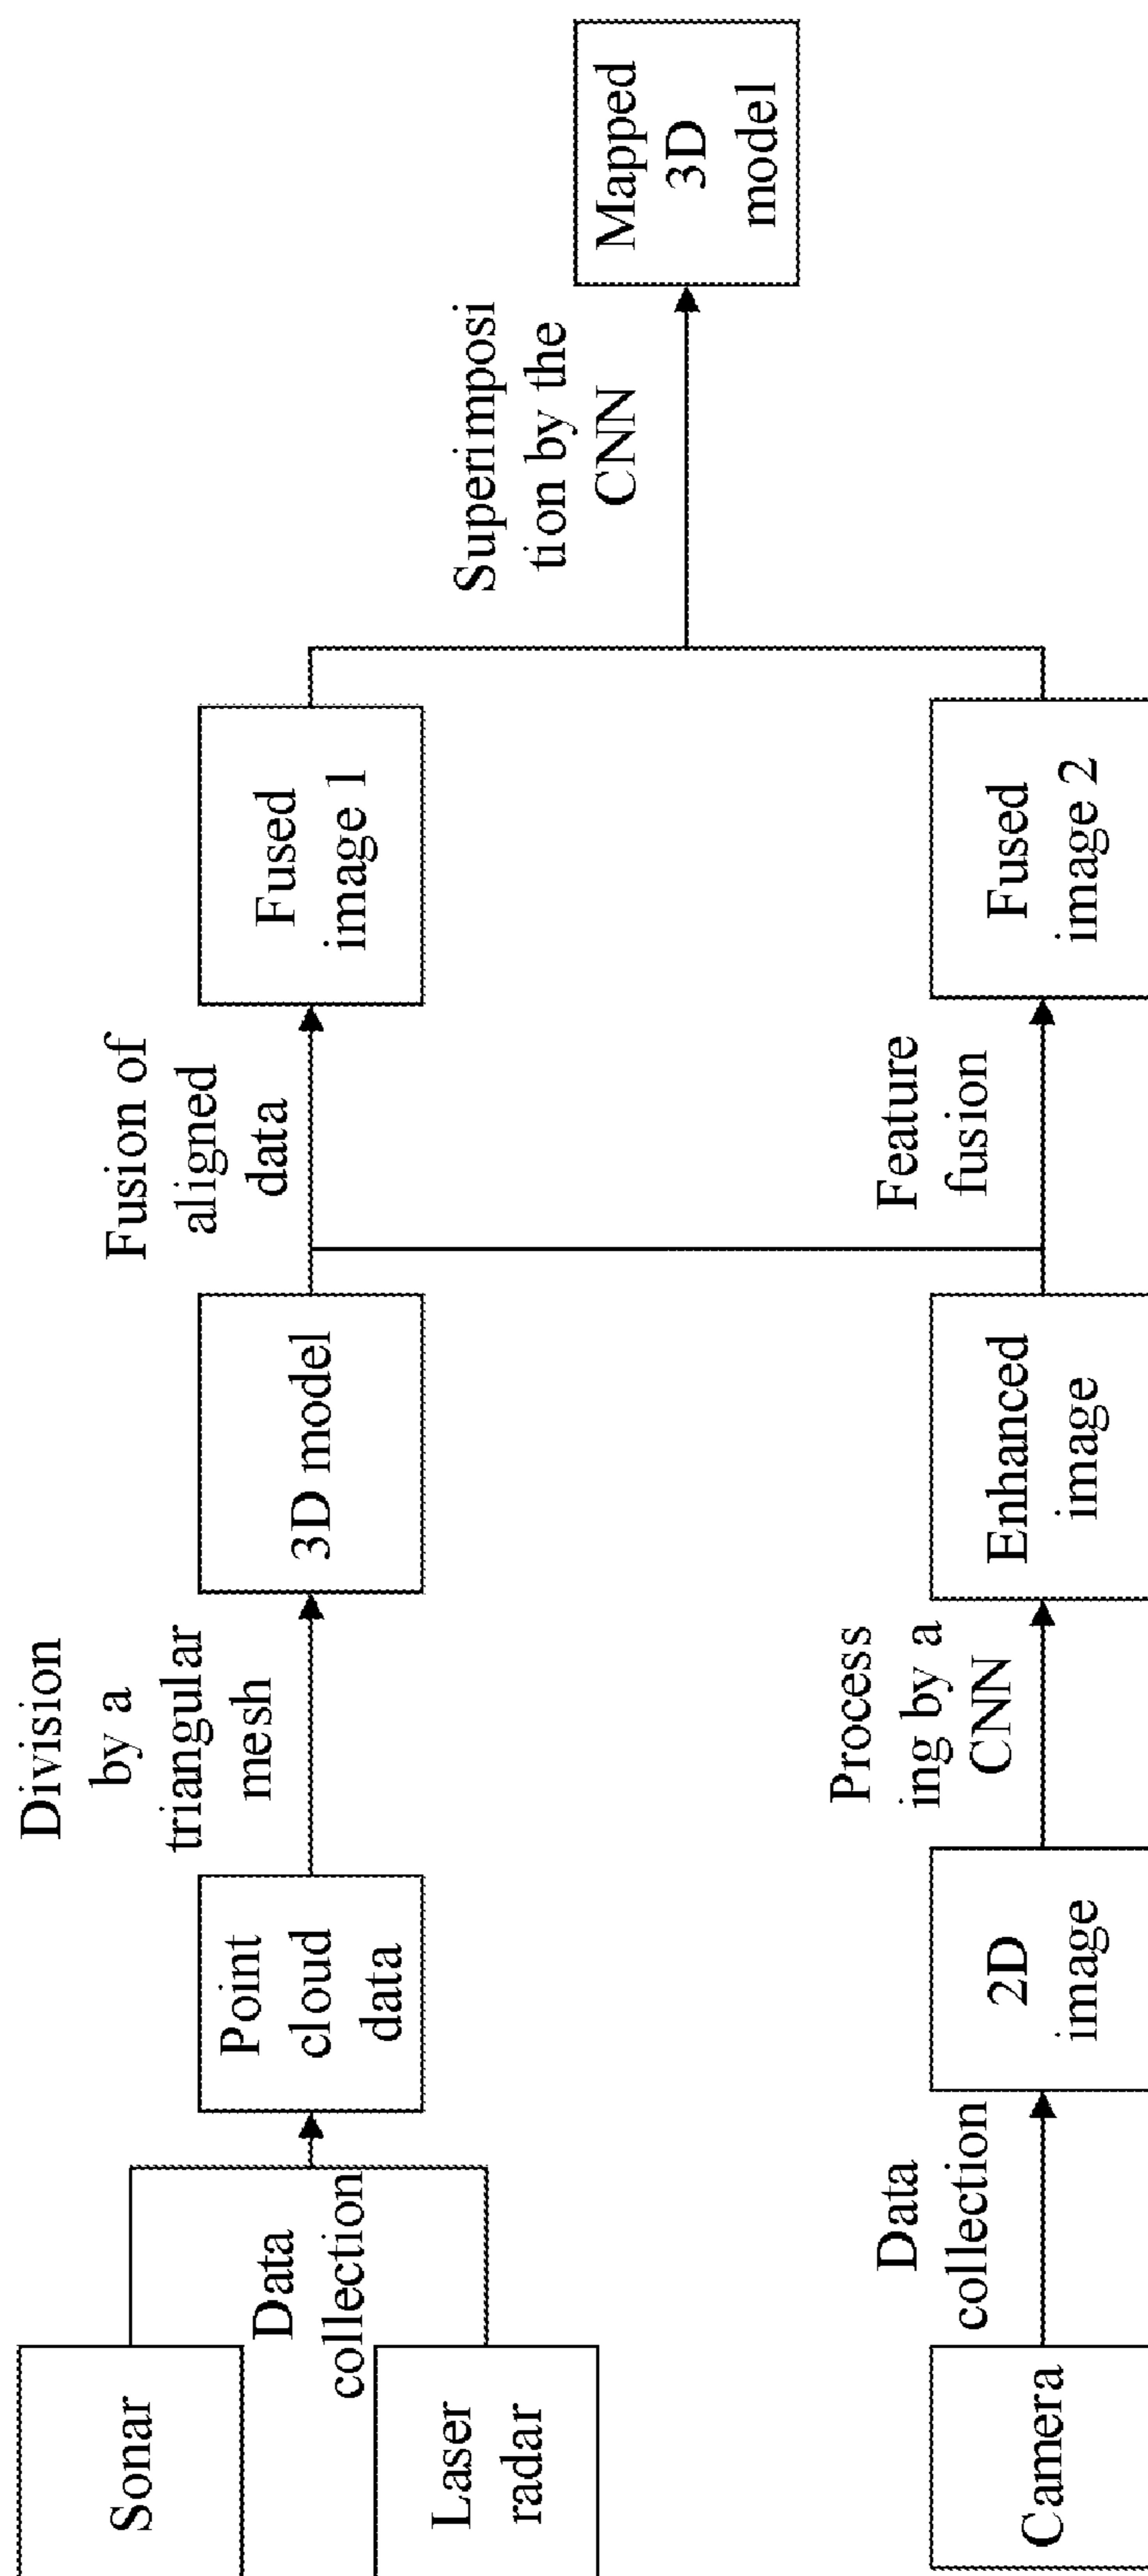 Sonar
Laser
radar
Data
collection
Point
cloud
data
Division
by a
triangular
mesh
3D model
Fusion of
aligned
data
Fused
image 1
Camera
Data
collection
2D
image
Process
ing by a
CNN
Enhanced
image
Feature
fusion
Fused
image 2
Superimposi
tion by the
CNN
Mapped
3D
model